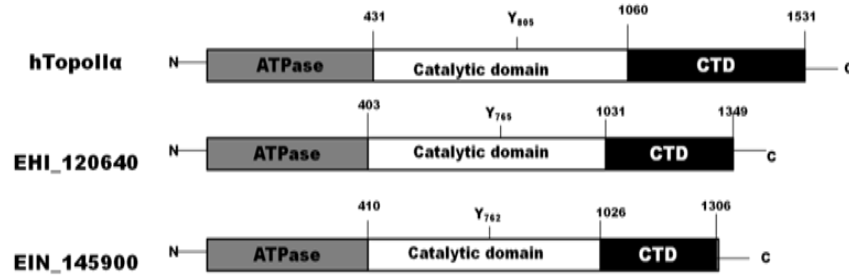 431 Y805 1060 1531
hTopoIIα N ATPase Catalytic domain CTD C
403 Y765 1031 1349
EHI_120640 N ATPase Catalytic domain CTD C
410 Y762 1026 1306
EIN_145900 N ATPase Catalytic domain CTD C